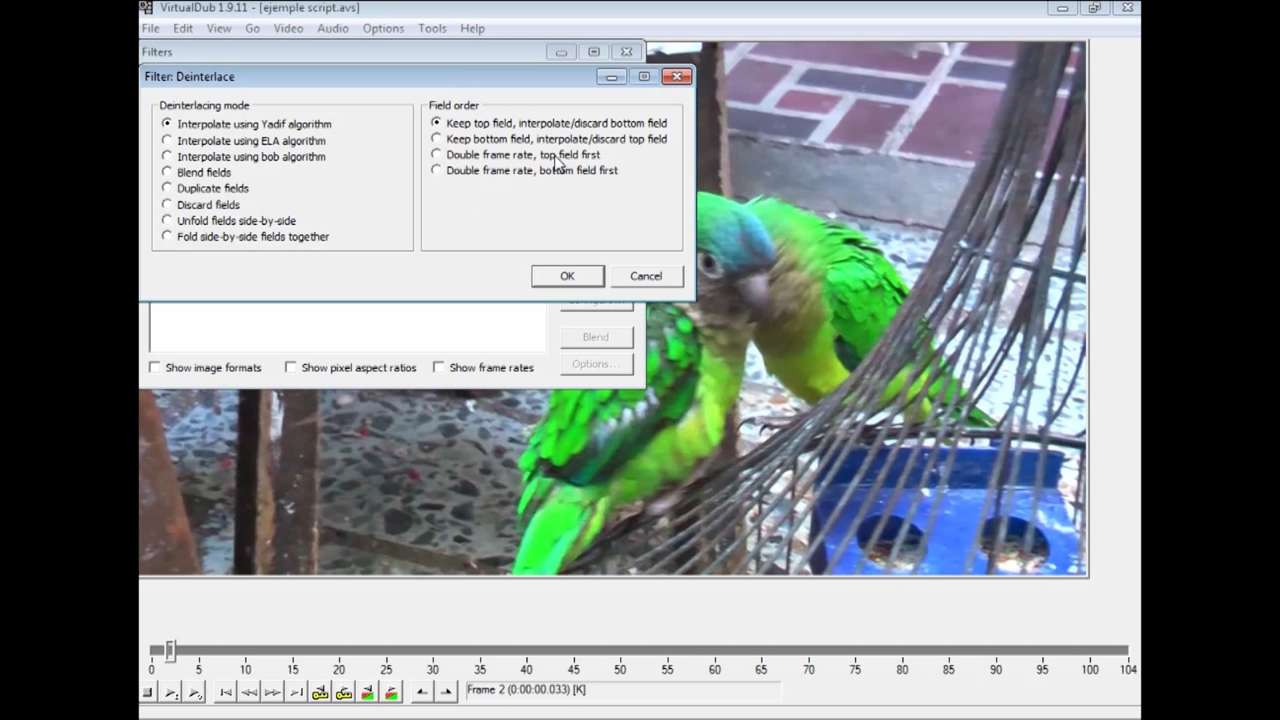 VirtualDub 1.9.11 - [ejemple script.avs]
File Edit View Go Video Audio Options Tools Help
Filters
Filter: Deinterlace
Deinterlacing mode
Interpolate using Yadif algorithm
Interpolate using ELA algorithm
Interpolate using bob algorithm
Blend fields
Duplicate fields
Discard fields
Unfold fields side-by-side
Fold side-by-side fields together
Field order
Keep top field, interpolate/discard bottom field
Keep bottom field, interpolate/discard top field
Double frame rate, top field first
Double frame rate, bottom field first
OK Cancel
Blend
Options...
Show image formats Show pixel aspect ratios Show frame rates
0 5 10 15 20 25 30 35 40 45 50 55 60 65 70 75 80 85 90 95 100 104
Frame 2 (0:00:00.033) [K]